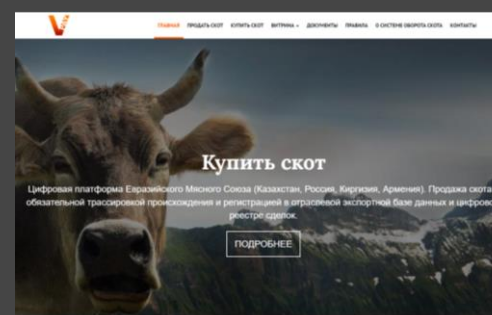 ГЛАВНАЯ ПРОДАТЬ СКОТ КУПИТЬ СКОТ ВИТРИНА ДОКУМЕНТЫ ПРАВИЛА О СИСТЕМЕ ОБОРОТА СКОТА КОНТАКТЫ
Купить скот
Цифровая платформа Евразийского Мясного Союза (Казахстан, Россия, Киргизия, Армения). Продажа скота
обязательной трассировкой происхождения и регистрацией в отраслевой экспортной базе данных и цифрово
реестре сделок.
ПОДРОБНЕЕ